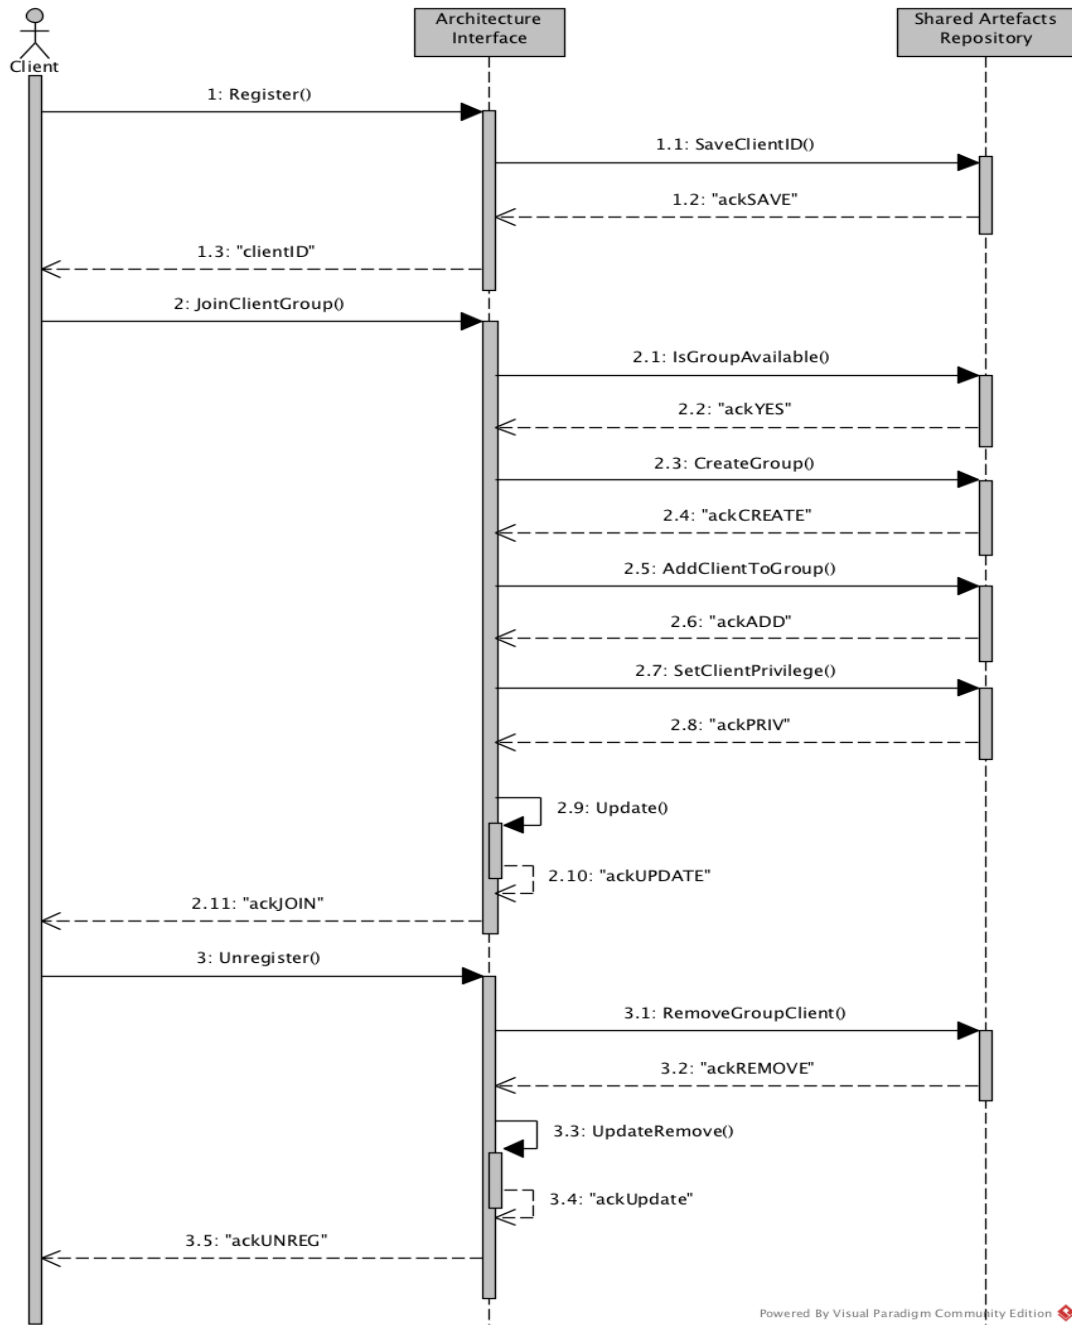 Architecture
Interface
Shared Artefacts
Repository
Client
1: Register()
1.1: SaveClientID()
1.2: "ackSAVE"
1.3: "clientID"
2: JoinClientGroup()
2.1: IsGroupAvailable()
2.2: "ackYES"
2.3: CreateGroup()
2.4: "ackCREATE"
2.5: AddClientToGroup()
2.6: "ackADD"
2.7: SetClientPrivilege()
2.8: "ackPRIV"
2.9: Update()
2.10: "ackUPDATE"
2.11: "ackJOIN"
3: Unregister()
3.1: RemoveGroupClient()
3.2: "ackREMOVE"
3.3: UpdateRemove()
3.4: "ackUpdate"
3.5: "ackUNREG"
Powered By Visual Paradigm Community Edition